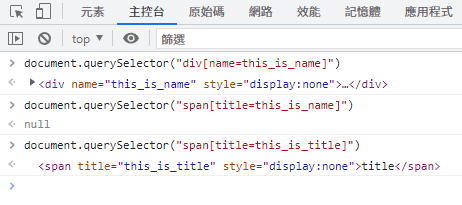 元素 主控台 原始碼 網路 效能 記憶體 應用程式
top 篩選
document.querySelector("div[name=this_is_name]")
<div name="this_is_name" style="display:none">…</div>
document.querySelector("span[title=this_is_name]")
null
document.querySelector("span[title=this_is_title]")
<span title="this_is_title" style="display:none">title</span>